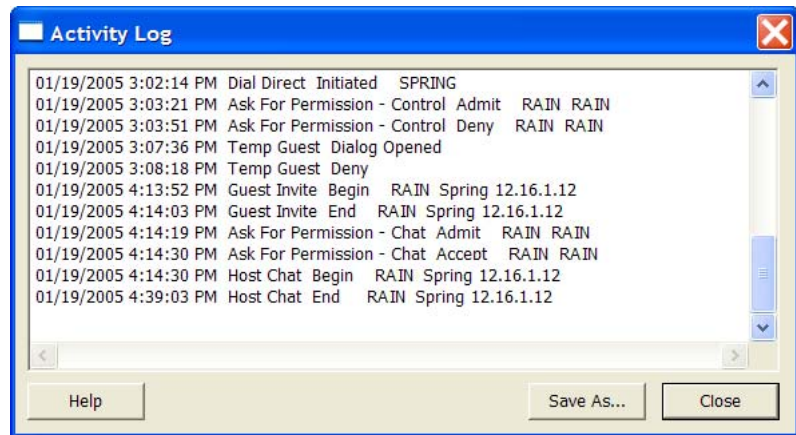 Activity Log
01/19/2005 3:02:14 PM Dial Direct Initiated SPRING
01/19/2005 3:03:21 PM Ask For Permission - Control Admit RAIN RAIN
01/19/2005 3:03:51 PM Ask For Permission - Control Deny RAIN RAIN
01/19/2005 3:07:36 PM Temp Guest Dialog Opened
01/19/2005 3:08:18 PM Temp Guest Deny
01/19/2005 4:13:52 PM Guest Invite Begin RAIN Spring 12.16.1.12
01/19/2005 4:14:03 PM Guest Invite End RAIN Spring 12.16.1.12
01/19/2005 4:14:19 PM Ask For Permission - Chat Admit RAIN RAIN
01/19/2005 4:14:30 PM Ask For Permission - Chat Accept RAIN RAIN
01/19/2005 4:14:30 PM Host Chat Begin RAIN Spring 12.16.1.12
01/19/2005 4:39:03 PM Host Chat End RAIN Spring 12.16.1.12
Help Save As... Close